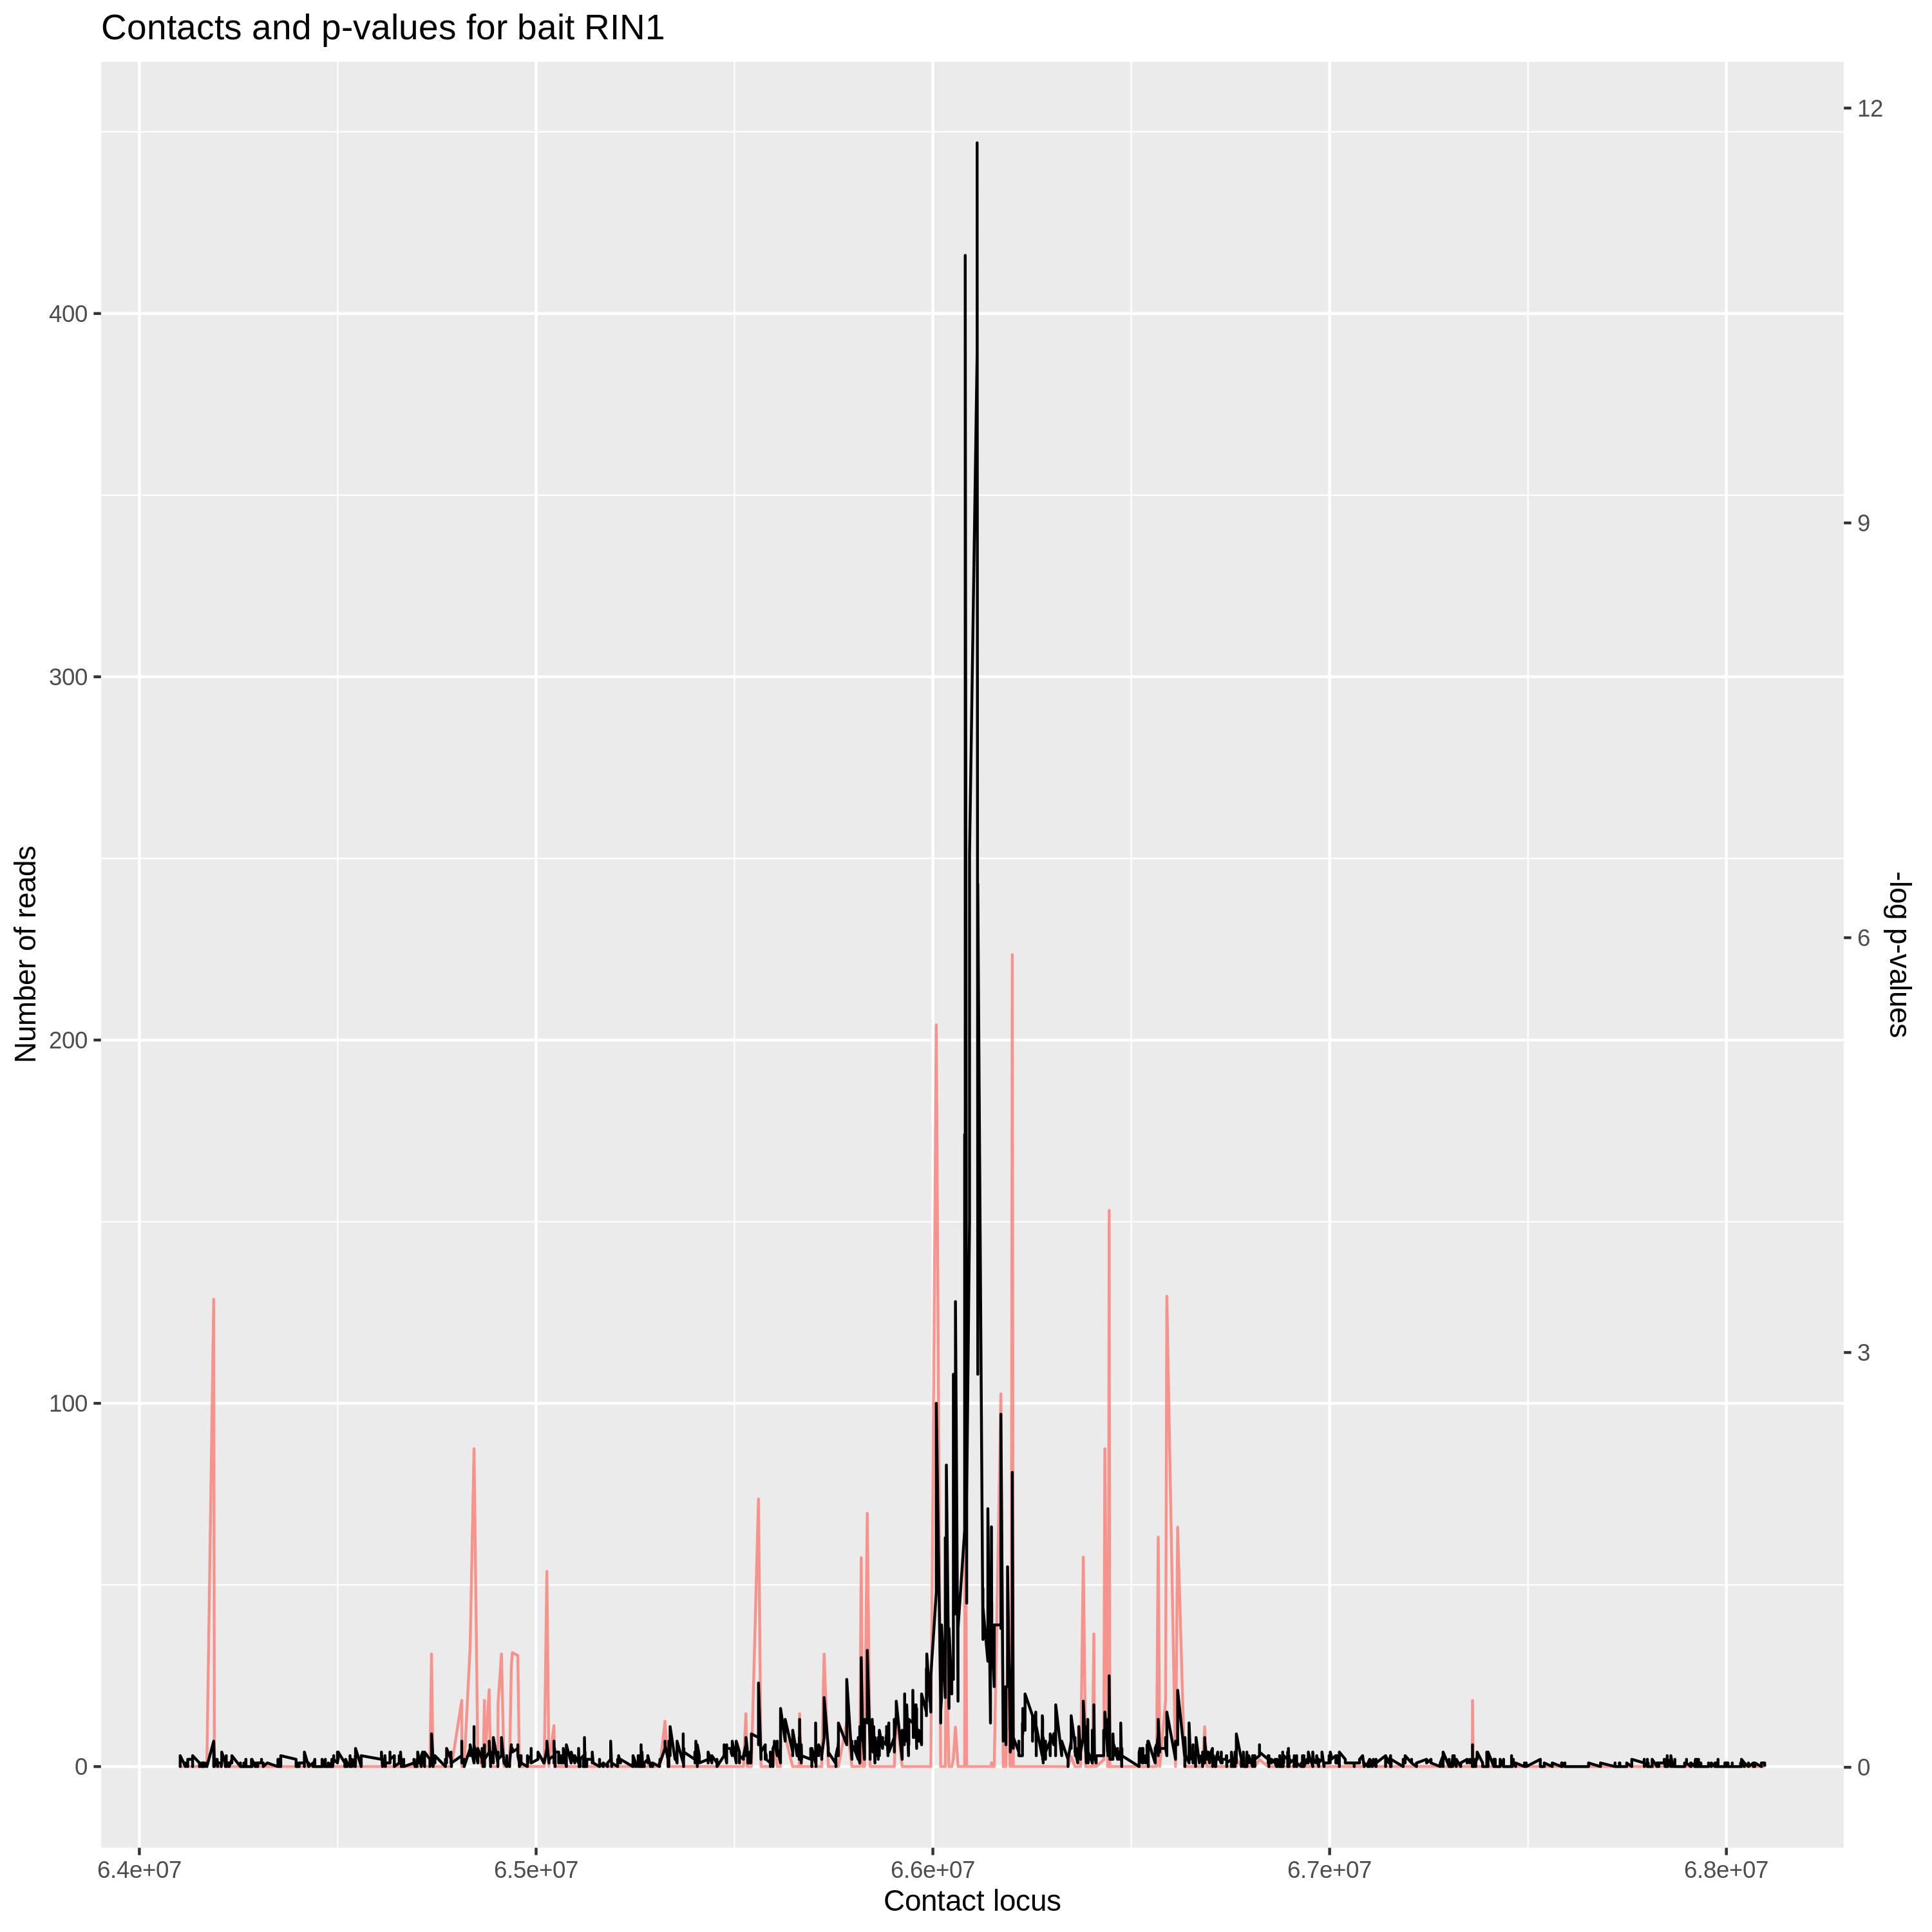 Contacts and p-values for bait RIN1
12
400
9
300
Number of reads
-log p-values
6
200
3
100
0
0
6.4e+07
6.5e+07
6.6e+07
6.7e+07
6.8e+07
Contact locus